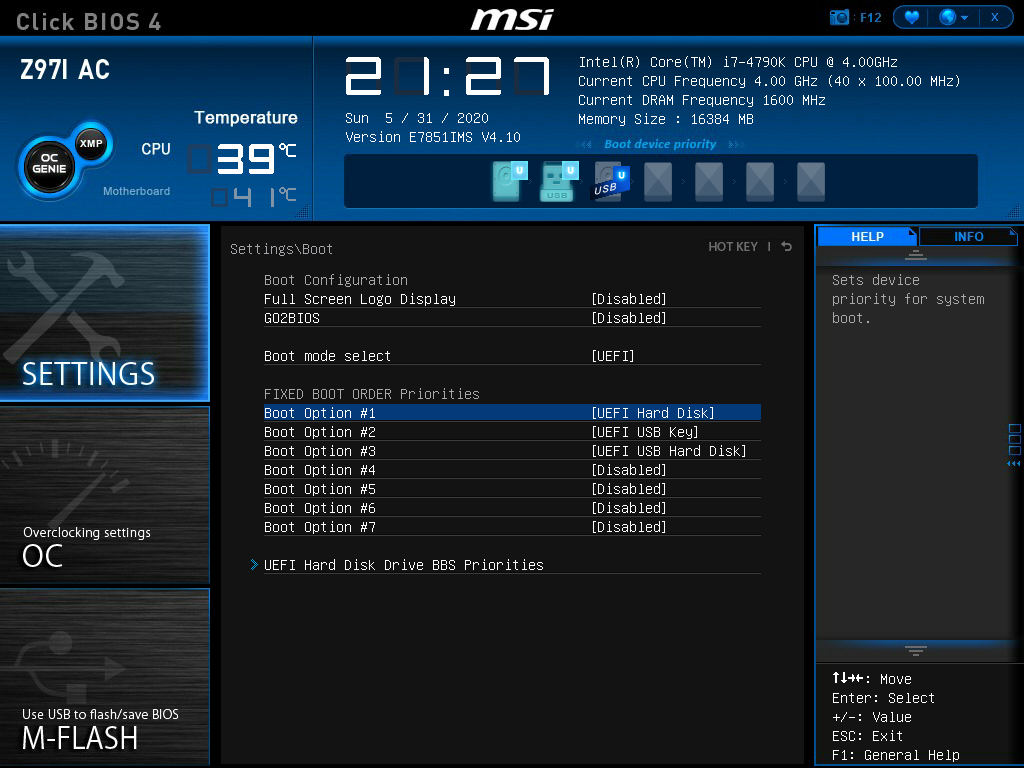 Click BIOS 4
msi
: F12
X
Z97I AC
OC GENIE
XMP
Temperature
CPU 39°C
Motherboard 41°C
21:27
Sun 5 / 31 / 2020
Version E7851IMS V4.10
Intel(R) Core(TM) i7-4790K CPU @ 4.00GHz
Current CPU Frequency 4.00 GHz (40 x 100.00 MHz)
Current DRAM Frequency 1600 MHz
Memory Size : 16384 MB
Boot device priority
U
U
USB
U
USB
SETTINGS
Overclocking settings
OC
Use USB to flash/save BIOS
M-FLASH
Settings\Boot
HOT KEY |
Boot Configuration
Full Screen Logo Display [Disabled]
GO2BIOS [Disabled]
Boot mode select [UEFI]
FIXED BOOT ORDER Priorities
Boot Option #1 [UEFI Hard Disk]
Boot Option #2 [UEFI USB Key]
Boot Option #3 [UEFI USB Hard Disk]
Boot Option #4 [Disabled]
Boot Option #5 [Disabled]
Boot Option #6 [Disabled]
Boot Option #7 [Disabled]
> UEFI Hard Disk Drive BBS Priorities
HELP
INFO
Sets device
priority for system
boot.
↑↓→←: Move
Enter: Select
+/-: Value
ESC: Exit
F1: General Help